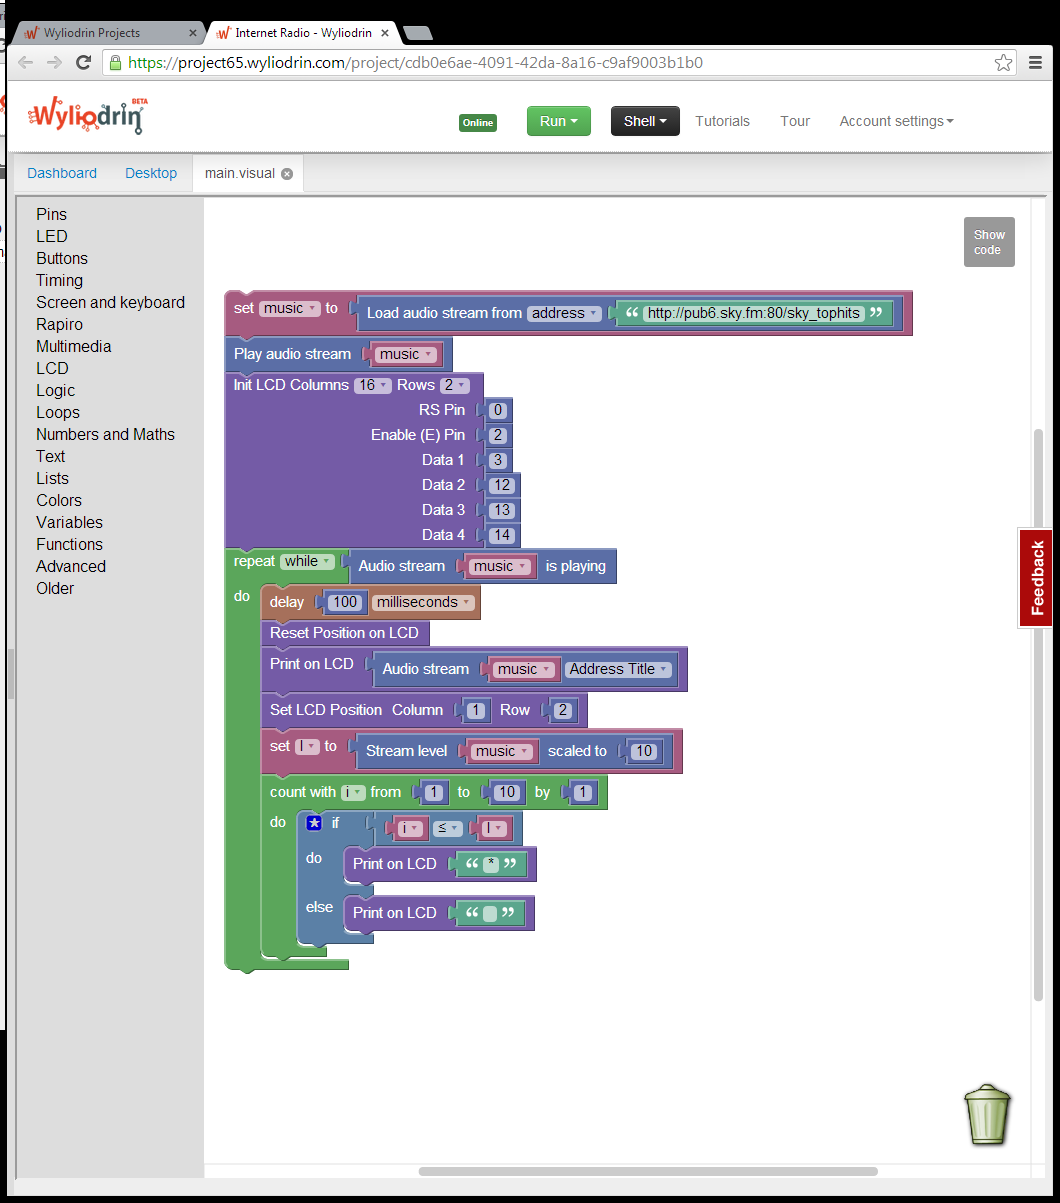 Wyliodrin Projects
Internet Radio - Wyliodrin
https://project65.wyliodrin.com/project/cdb0e6ae-4091-42da-8a16-c9af9003b1b0
Wyliodrin BETA
Online
Run
Shell
Tutorials
Tour
Account settings
Dashboard
Desktop
main.visual
Pins
LED
Buttons
Timing
Screen and keyboard
Rapiro
Multimedia
LCD
Logic
Loops
Numbers and Maths
Text
Lists
Colors
Variables
Functions
Advanced
Older
Show
code
set music to Load audio stream from address “ http://pub6.sky.fm:80/sky_tophits ”
Play audio stream music
Init LCD Columns 16 Rows 2
RS Pin 0
Enable (E) Pin 2
Data 1 3
Data 2 12
Data 3 13
Data 4 14
repeat while Audio stream music is playing
do delay 100 milliseconds
Reset Position on LCD
Print on LCD Audio stream music Address Title
Set LCD Position Column 1 Row 2
set l to Stream level music scaled to 10
count with i from 1 to 10 by 1
do if i ≤ l
do Print on LCD “ * ”
else Print on LCD “ ”
Feedback